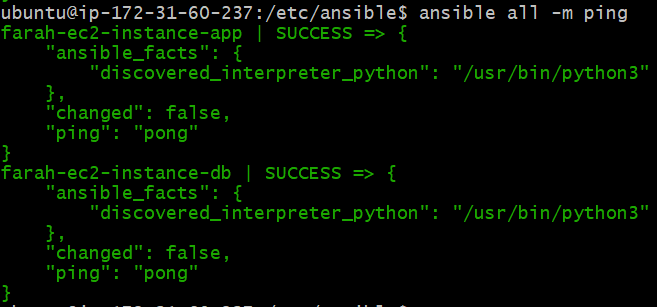 ubuntu@ip-172-31-60-237:/etc/ansible$ ansible all -m ping
farah-ec2-instance-app | SUCCESS => {
    "ansible_facts": {
        "discovered_interpreter_python": "/usr/bin/python3"
    },
    "changed": false,
    "ping": "pong"
}
farah-ec2-instance-db | SUCCESS => {
    "ansible_facts": {
        "discovered_interpreter_python": "/usr/bin/python3"
    },
    "changed": false,
    "ping": "pong"
}